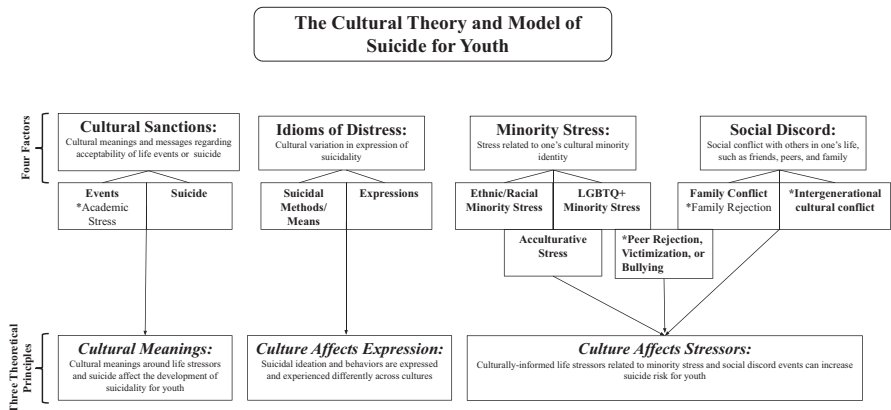 The Cultural Theory and Model of
Suicide for Youth
Four Factors
Cultural Sanctions:
Cultural meanings and messages regarding
acceptability of life events or suicide
Idioms of Distress:
Cultural variation in expression of
suicidality
Minority Stress:
Stress related to one's cultural minority
identity
Social Discord:
Social conflict with others in one's life,
such as friends, peers, and family
Events
*Academic
Stress
Suicide
Suicidal
Methods/
Means
Expressions
Ethnic/Racial
Minority Stress
LGBTQ+
Minority Stress
Acculturative
Stress
*Peer Rejection,
Victimization, or
Bullying
Family Conflict
*Family Rejection
*Intergenerational
cultural conflict
Three Theoretical
Principles
Cultural Meanings:
Cultural meanings around life stressors
and suicide affect the development of
suicidality for youth
Culture Affects Expression:
Suicidal ideation and behaviors are expressed
and experienced differently across cultures
Culture Affects Stressors:
Culturally-informed life stressors related to minority stress and social discord events can increase
suicide risk for youth